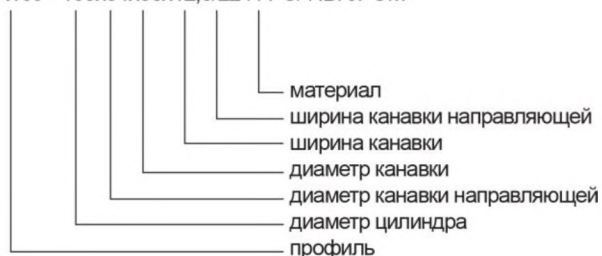 материал
ширина канавки направляющей
ширина канавки
диаметр канавки
диаметр канавки направляющей
диаметр цилиндра
профиль